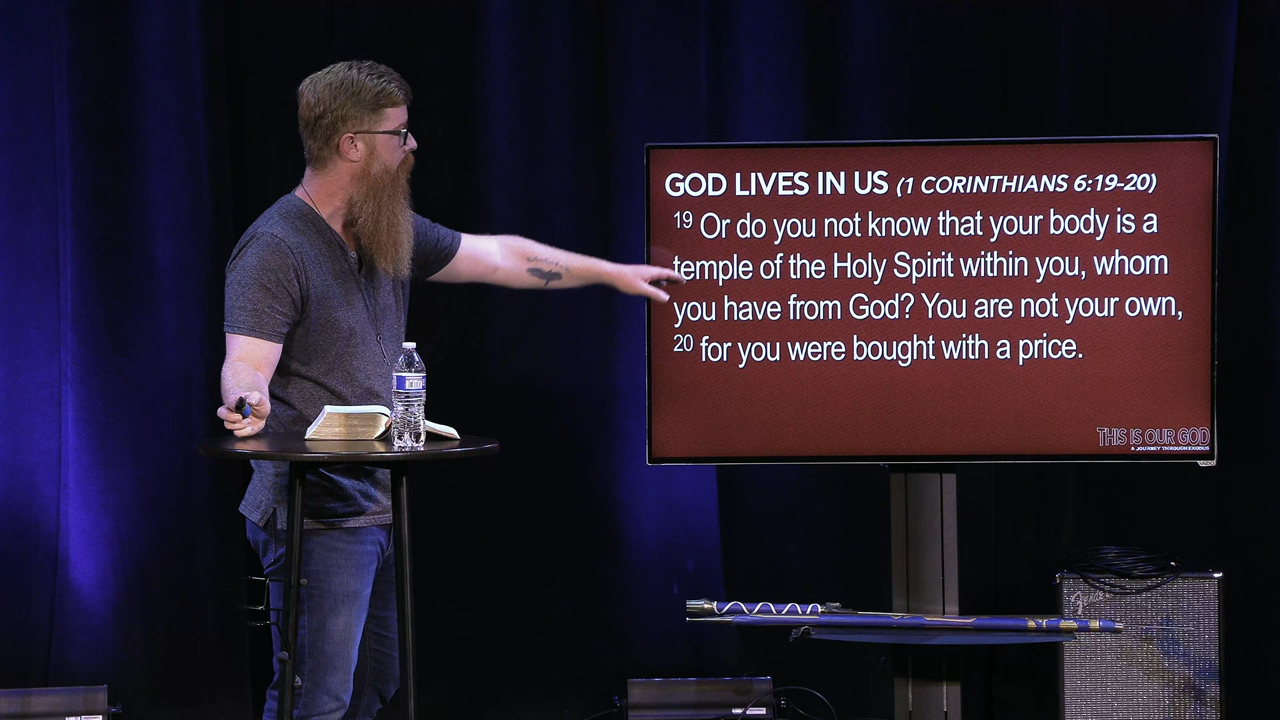 GOD LIVES IN US (1 CORINTHIANS 6:19-20)
19 Or do you not know that your body is a
temple of the Holy Spirit within you, whom
you have from God? You are not your own,
20 for you were bought with a price.
THIS IS OUR GOD
A JOURNEY THROUGH EXODUS
Fender